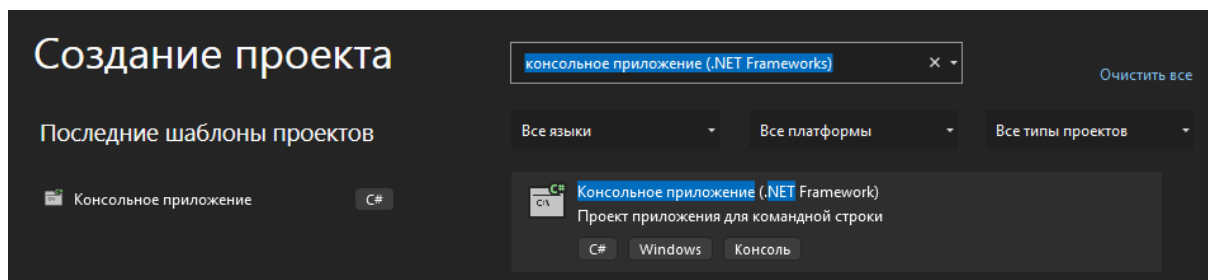 Создание проекта
консольное приложение (.NET Frameworks)
Очистить все
Последние шаблоны проектов
Все языки
Все платформы
Все типы проектов
Консольное приложение
C#
C#
C:\
Консольное приложение (.NET Framework)
Проект приложения для командной строки
C#
Windows
Консоль